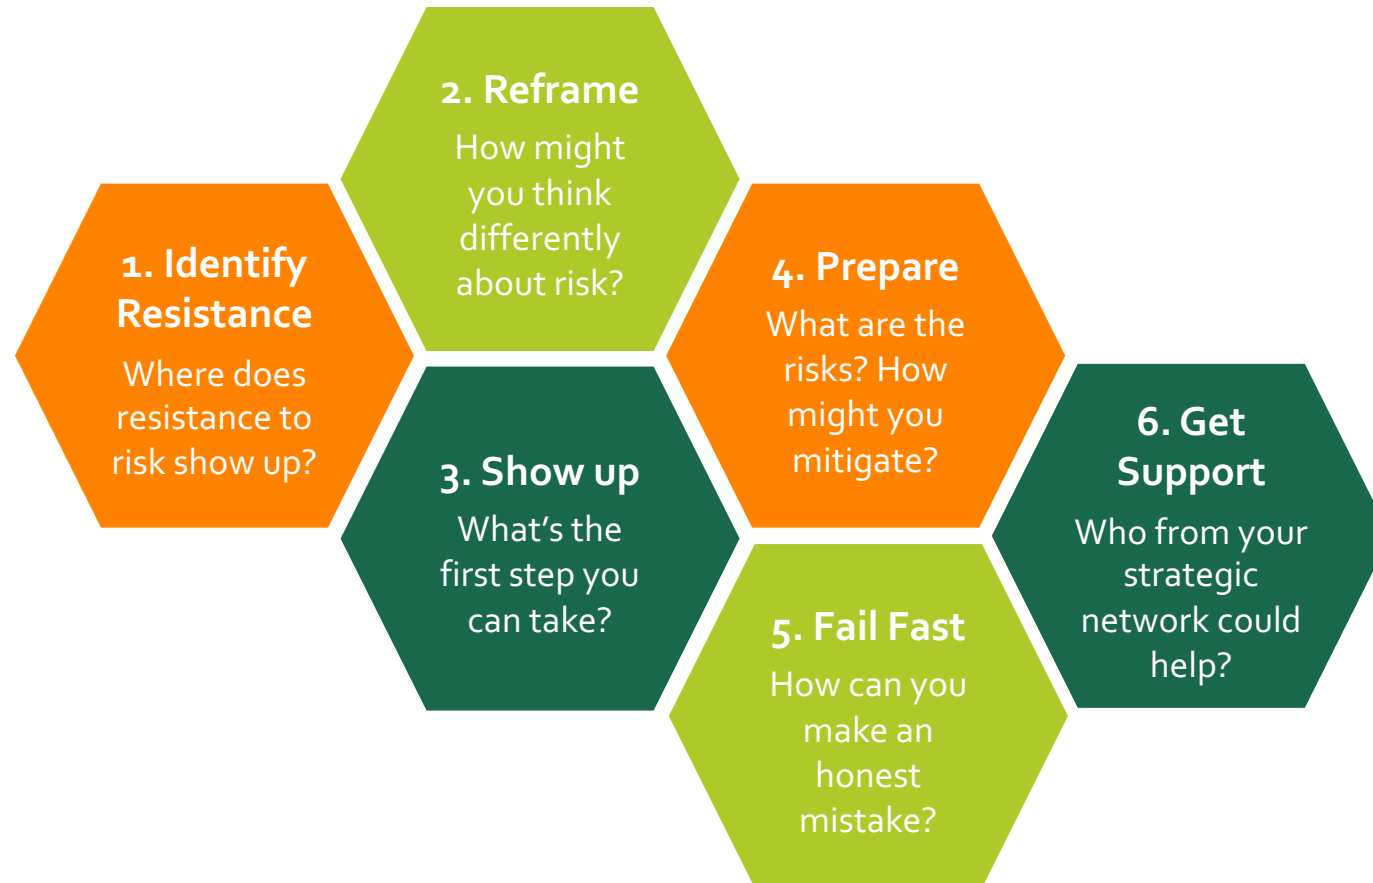 1. Identify
Resistance
Where does
resistance to
risk show up?
2. Reframe
How might
you think
differently
about risk?
3. Show up
What’s the
first step you
can take?
4. Prepare
What are the
risks? How
might you
mitigate?
5. Fail Fast
How can you
make an
honest
mistake?
6. Get
Support
Who from your
strategic
network could
help?